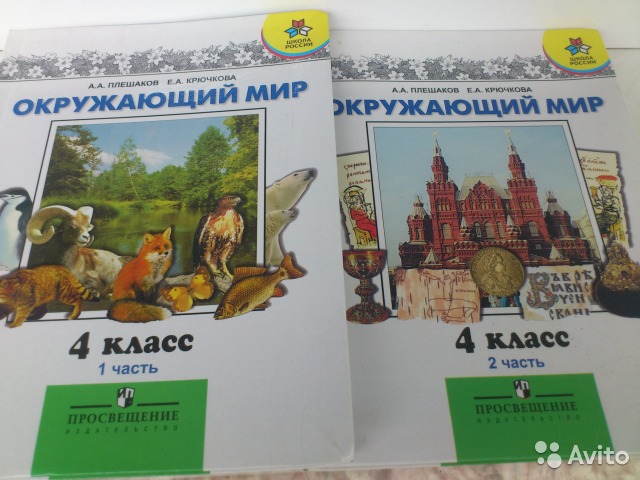 ШКОЛА
РОССИИ
А.А. ПЛЕШАКОВ Е.А. КРЮЧКОВА
ОКРУЖАЮЩИЙ МИР
4 класс
1 часть
ПРОСВЕЩЕНИЕ
ИЗДАТЕЛЬСТВО
ШКОЛА
РОССИИ
А.А. ПЛЕШАКОВ Е.А. КРЮЧКОВА
ОКРУЖАЮЩИЙ МИР
4 класс
2 часть
ПРОСВЕЩЕНИЕ
ИЗДАТЕЛЬСТВО
Avito